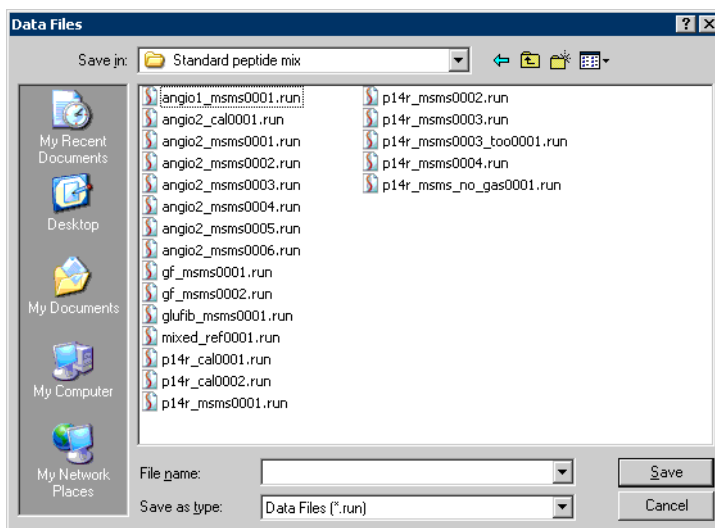 Data Files
Save in:
Standard peptide mix
My Recent
Documents
Desktop
My Documents
My Computer
My Network
Places
angio1_msms0001.run
angio2_cal0001.run
angio2_msms0001.run
angio2_msms0002.run
angio2_msms0003.run
angio2_msms0004.run
angio2_msms0005.run
angio2_msms0006.run
gf_msms0001.run
gf_msms0002.run
glufib_msms0001.run
mixed_ref0001.run
p14r_cal0001.run
p14r_cal0002.run
p14r_msms0001.run
p14r_msms0002.run
p14r_msms0003.run
p14r_msms0003_too0001.run
p14r_msms0004.run
p14r_msms_no_gas0001.run
File name:
Save
Save as type:
Data Files (*.run)
Cancel